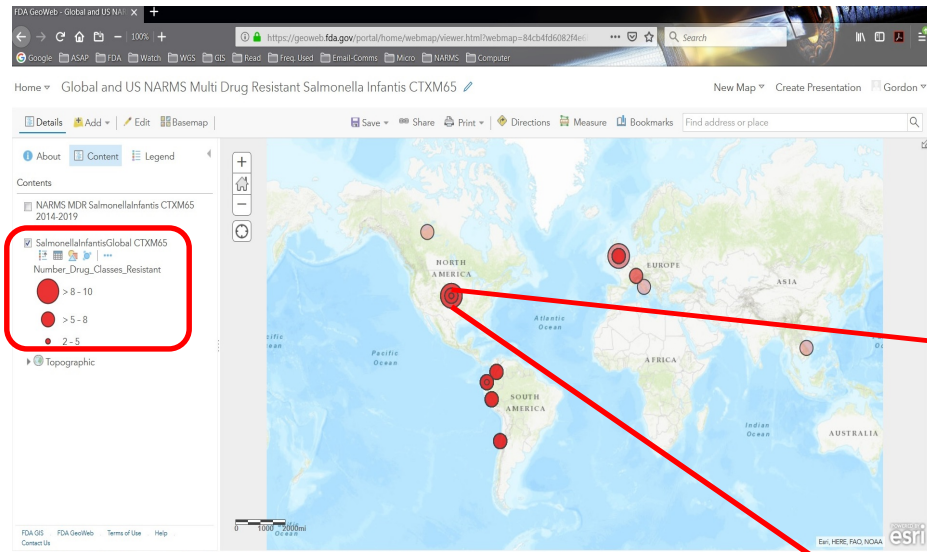 FDA GeoWeb - Global and US NAR
100%
https://geoweb.fda.gov/portal/home/webmap/viewer.html?webmap=84cb4fd6082f4e
Search
Google ASAP FDA Watch WGS GIS Read Freq. Used Email-Comms Micro NARMS Computer
Home Global and US NARMS Multi Drug Resistant Salmonella Infantis CTXM65
New Map Create Presentation Gordon
Details Add Edit Basemap
Save Share Print Directions Measure Bookmarks Find address or place
About Content Legend
Contents
NARMS MDR SalmonellaInfantis CTXM65
2014-2019
SalmonellaInfantisGlobal CTXM65
Number_Drug_Classes_Resistant
> 8 - 10
> 5 - 8
2 - 5
Topographic
NORTH
AMERICA
EUROPE
ASIA
Atlantic
Ocean
Pacific
Ocean
AFRICA
SOUTH
AMERICA
Indian
Ocean
AUSTRALIA
0 1000 2000mi
FDA GIS FDA GeoWeb Terms of Use Help
Contact Us
Esri, HERE, FAO, NOAA
POWERED BY
esri